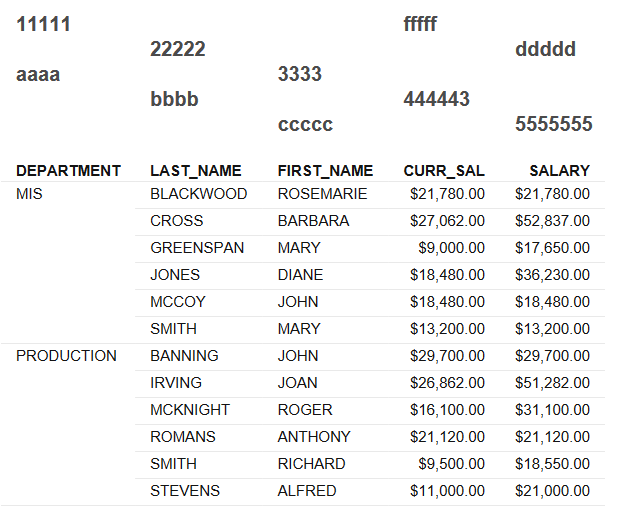 11111 fffff
22222 ddddd
aaaa 3333
bbbb 444443
ccccc 5555555
DEPARTMENT LAST_NAME FIRST_NAME CURR_SAL SALARY
MIS BLACKWOOD ROSEMARIE $21,780.00 $21,780.00
CROSS BARBARA $27,062.00 $52,837.00
GREENSPAN MARY $9,000.00 $17,650.00
JONES DIANE $18,480.00 $36,230.00
MCCOY JOHN $18,480.00 $18,480.00
SMITH MARY $13,200.00 $13,200.00
PRODUCTION BANNING JOHN $29,700.00 $29,700.00
IRVING JOAN $26,862.00 $51,282.00
MCKNIGHT ROGER $16,100.00 $31,100.00
ROMANS ANTHONY $21,120.00 $21,120.00
SMITH RICHARD $9,500.00 $18,550.00
STEVENS ALFRED $11,000.00 $21,000.00